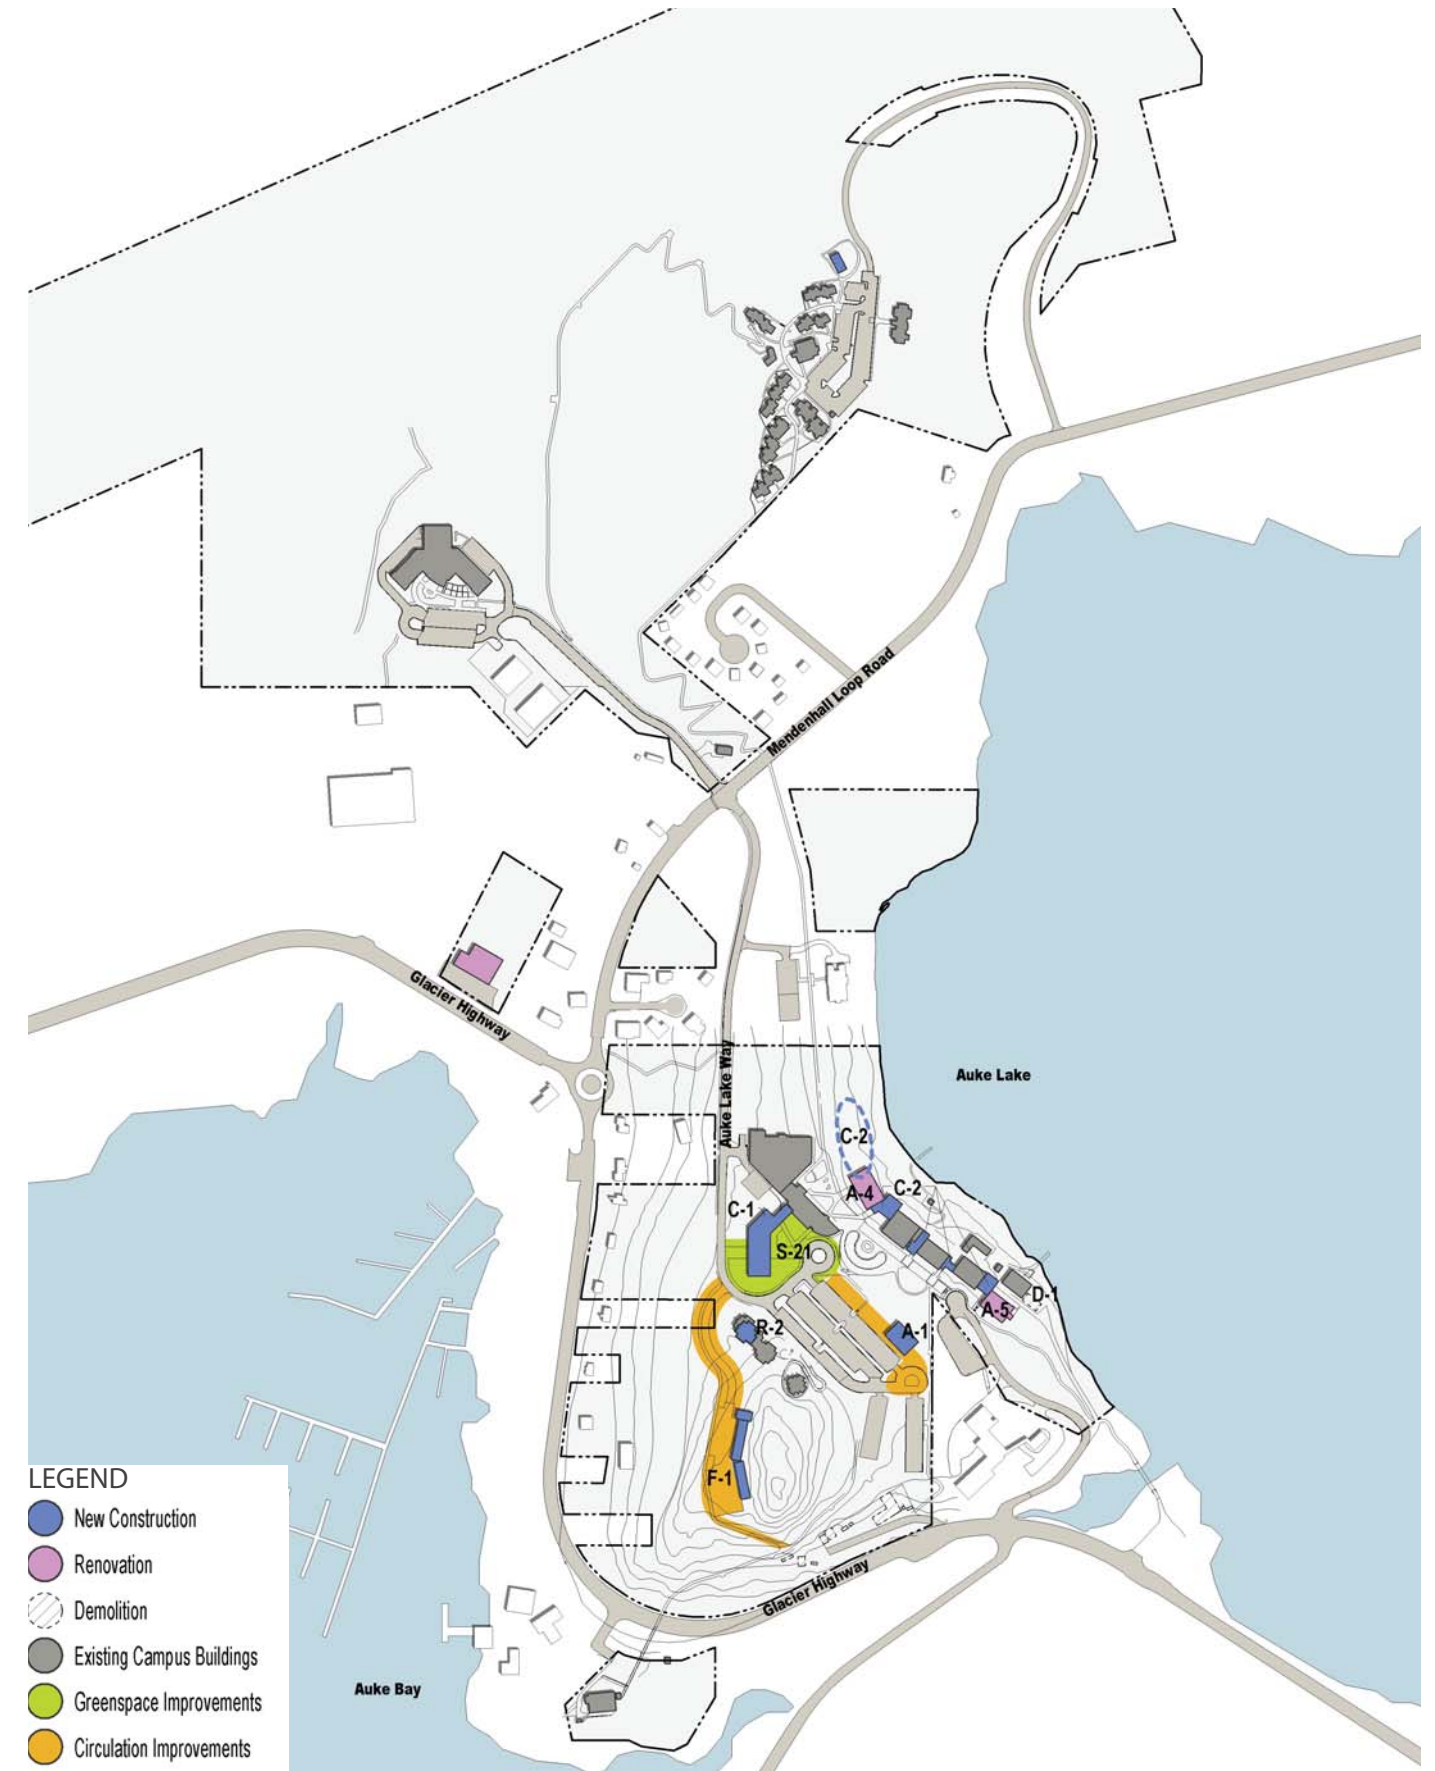 Mendenhall Loop Road
Glacier Highway
Auke Lake Way
Auke Lake
C-2
A-4
C-2
C-1
S-21
D-1
A-5
R-2
A-1
F-1
Glacier Highway
Auke Bay
LEGEND
New Construction
Renovation
Demolition
Existing Campus Buildings
Greenspace Improvements
Circulation Improvements